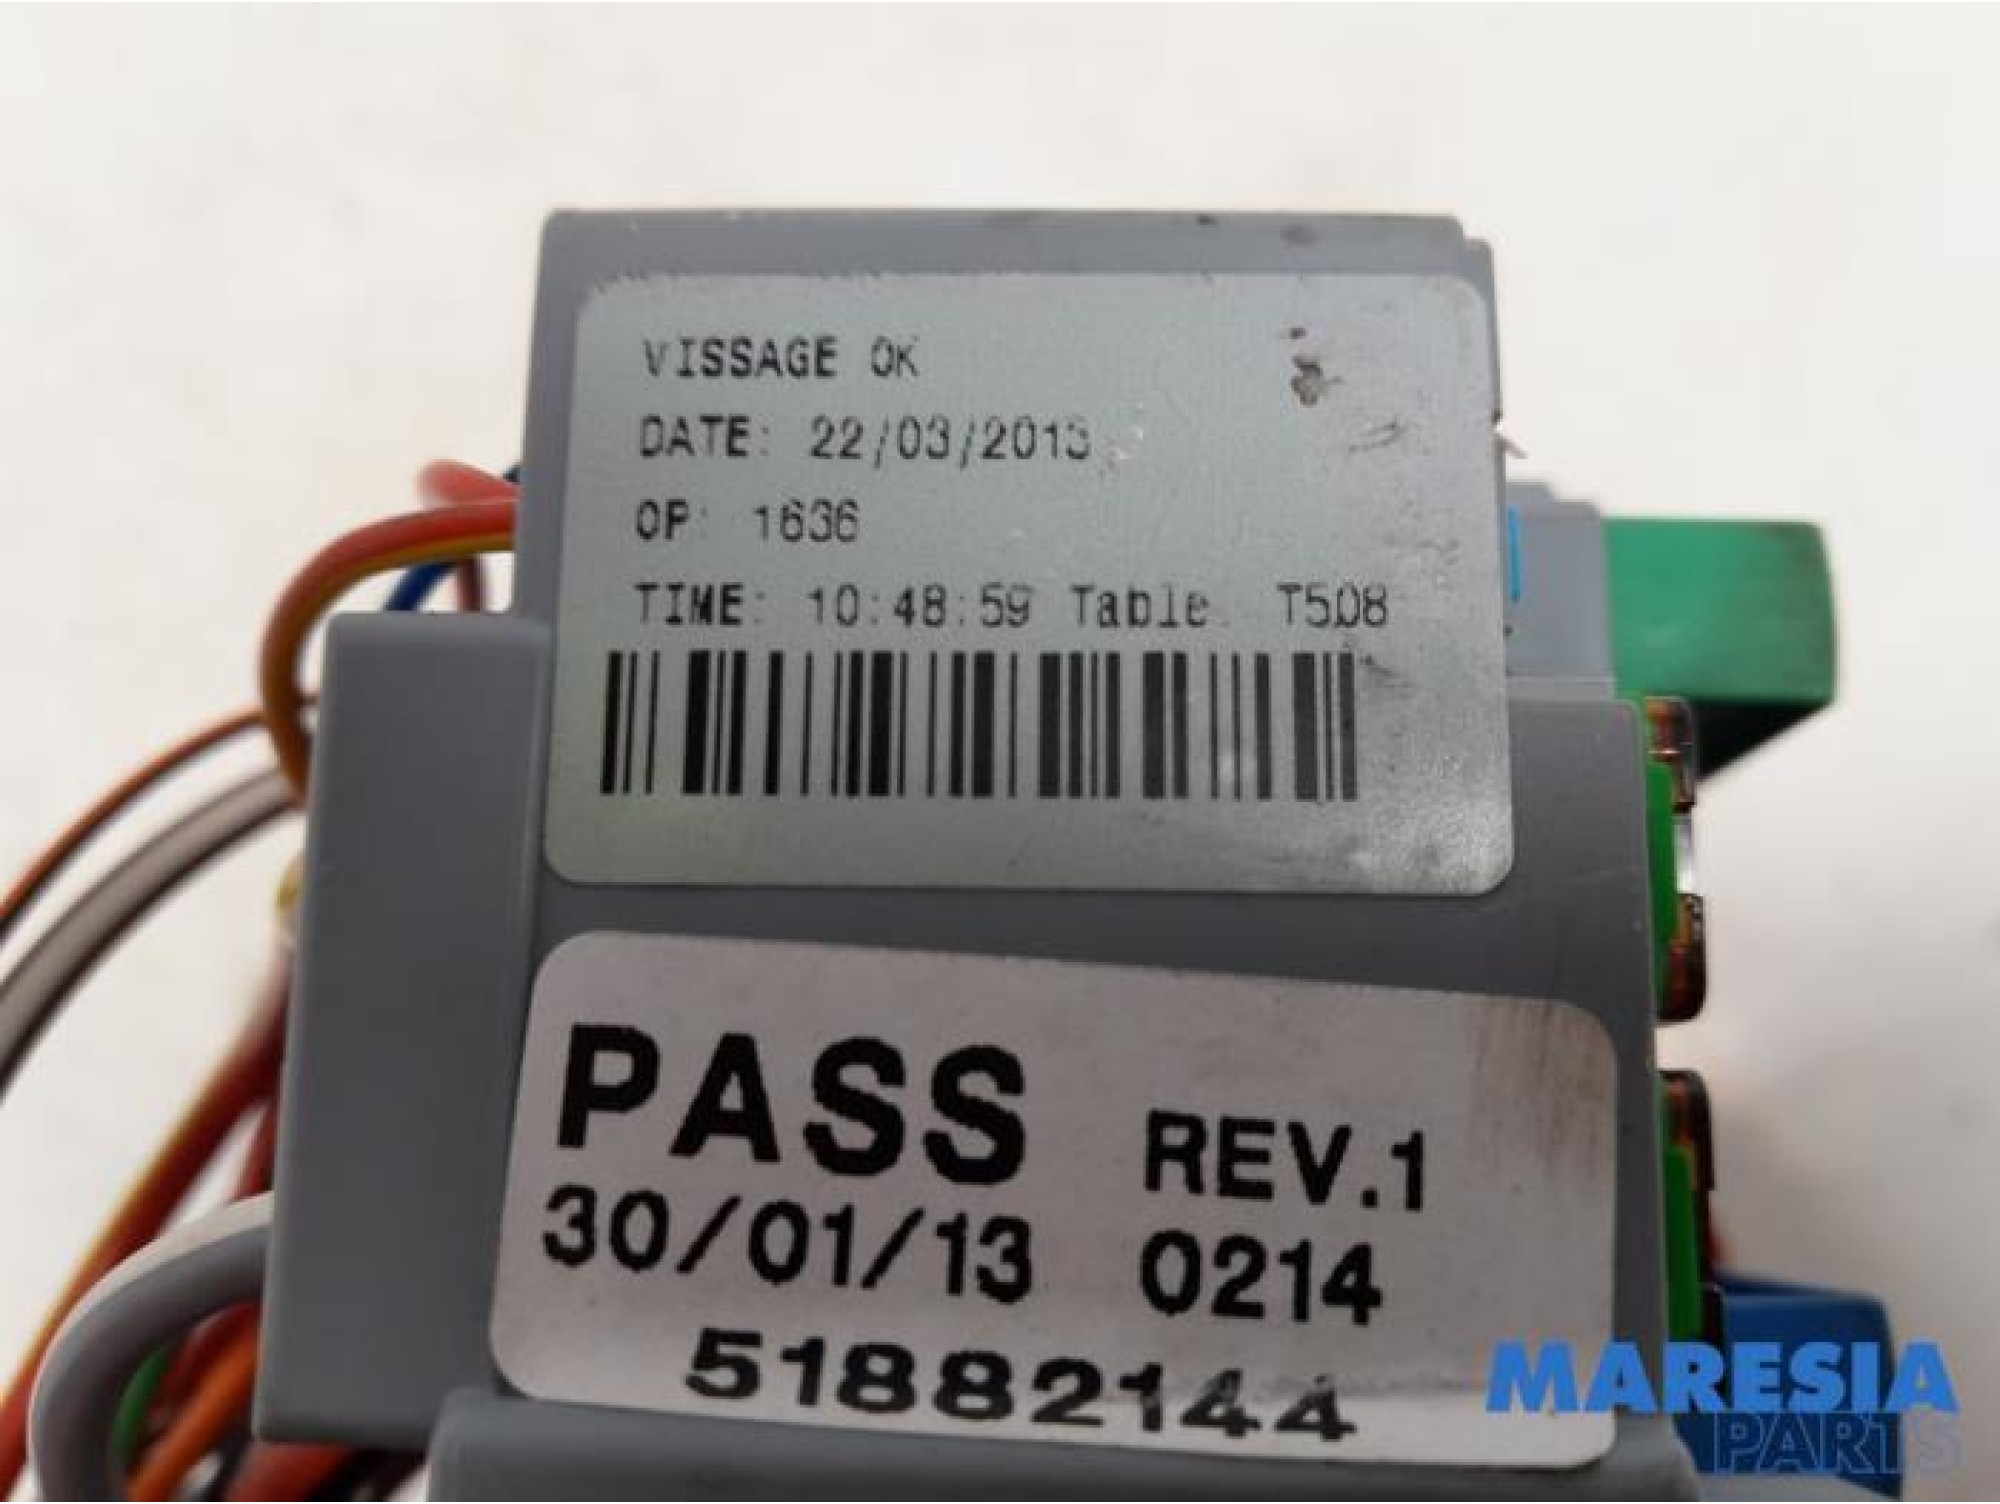 VISSAGE OK
DATE: 22/03/2013
OP: 1636
TIME: 10:48:59 Table: T508
PASS REV.1
30/01/13 0214
51882144
MARESIA
PARTS